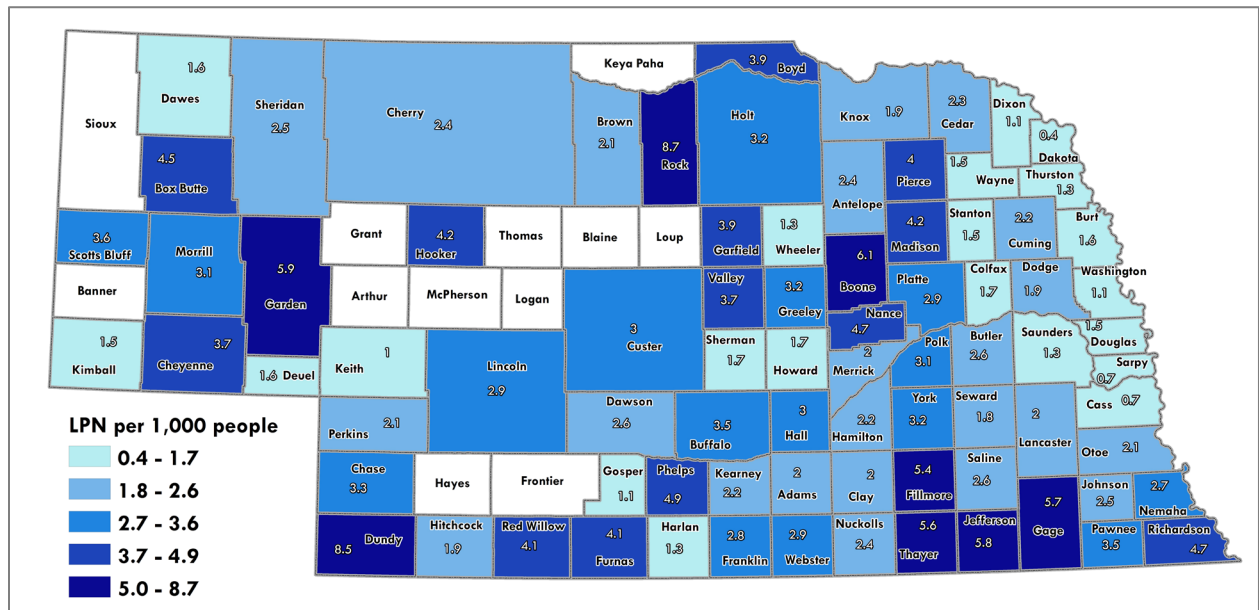 Keya Paha
3.9 Boyd
1.6
Dawes
Sheridan
2.5
Cherry 2.4
Brown
2.1
8.7
Rock
Holt
3.2
Knox 1.9
2.3
Cedar
Dixon
1.1
0.4
Dakota
Sioux
4.5
Box Butte
2.4
Antelope
4
Pierce
1.5
Wayne
Thurston
1.3
3.6
Scotts Bluff
Morrill
3.1
5.9
Garden
Grant
4.2
Hooker
Thomas
Blaine
Loup
3.9
Garfield
1.3
Wheeler
4.2
Madison
Stanton
1.5
2.2
Cuming
Burt
1.6
Banner
Arthur
McPherson
Logan
3
Custer
Valley
3.7
3.2
Greeley
6.1
Boone
Platte
2.9
Colfax
1.7
Dodge
1.9
Washington
1.1
1.5
Kimball
3.7
Cheyenne
1.6 Deuel
1
Keith
Lincoln
2.9
Sherman
1.7
1.7
Howard
Nance
4.7
2
Merrick
Polk
3.1
Butler
2.6
Saunders
1.3
1.5
Douglas
Sarpy
0.7
2.1
Perkins
Dawson
2.6
3.5
Buffalo
3
Hall
2.2
Hamilton
York
3.2
Seward
1.8
2
Lancaster
Cass 0.7
2.1
Otoe
Chase
3.3
Hayes
Frontier
Gosper
1.1
Phelps
4.9
Kearney
2.2
2
Adams
2
Clay
5.4
Fillmore
Saline
2.6
5.7
Gage
Johnson
2.5
2.7
Nemaha
8.5 Dundy
Hitchcock
1.9
Red Willow
4.1
4.1
Furnas
Harlan
1.3
2.8
Franklin
2.9
Webster
Nuckolls
2.4
5.6
Thayer
Jefferson
5.8
Pawnee
3.5
Richardson
4.7
LPN per 1,000 people
0.4 - 1.7
1.8 - 2.6
2.7 - 3.6
3.7 - 4.9
5.0 - 8.7